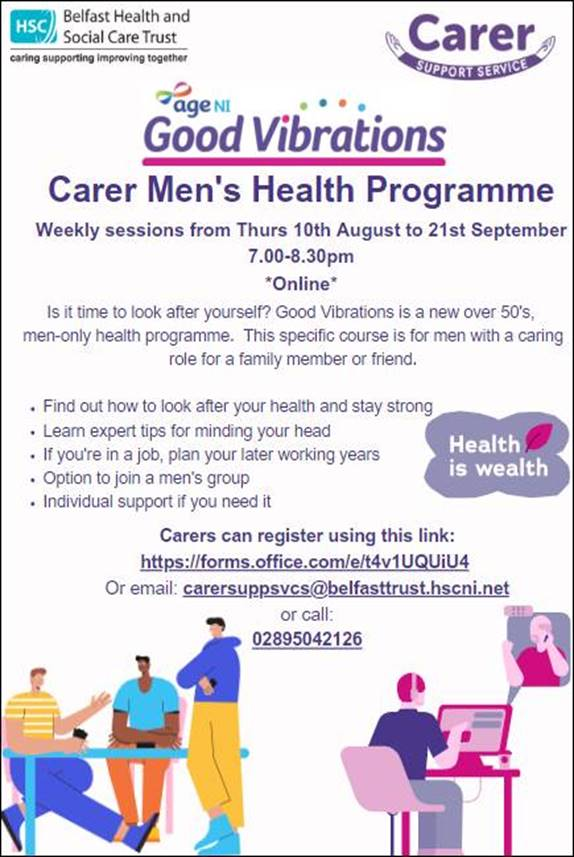 HSC Belfast Health and
Social Care Trust
caring supporting improving together
Carer
SUPPORT SERVICE
age NI
Good Vibrations
Carer Men's Health Programme
Weekly sessions from Thurs 10th August to 21st September
7.00-8.30pm
*Online*
Is it time to look after yourself? Good Vibrations is a new over 50's,
men-only health programme. This specific course is for men with a caring
role for a family member or friend.
• Find out how to look after your health and stay strong
• Learn expert tips for minding your head
• If you're in a job, plan your later working years
• Option to join a men's group
• Individual support if you need it
Health
is wealth
Carers can register using this link:
https://forms.office.com/e/t4v1UQUiU4
Or email: carersuppsvcs@belfasttrust.hscni.net
or call:
02895042126